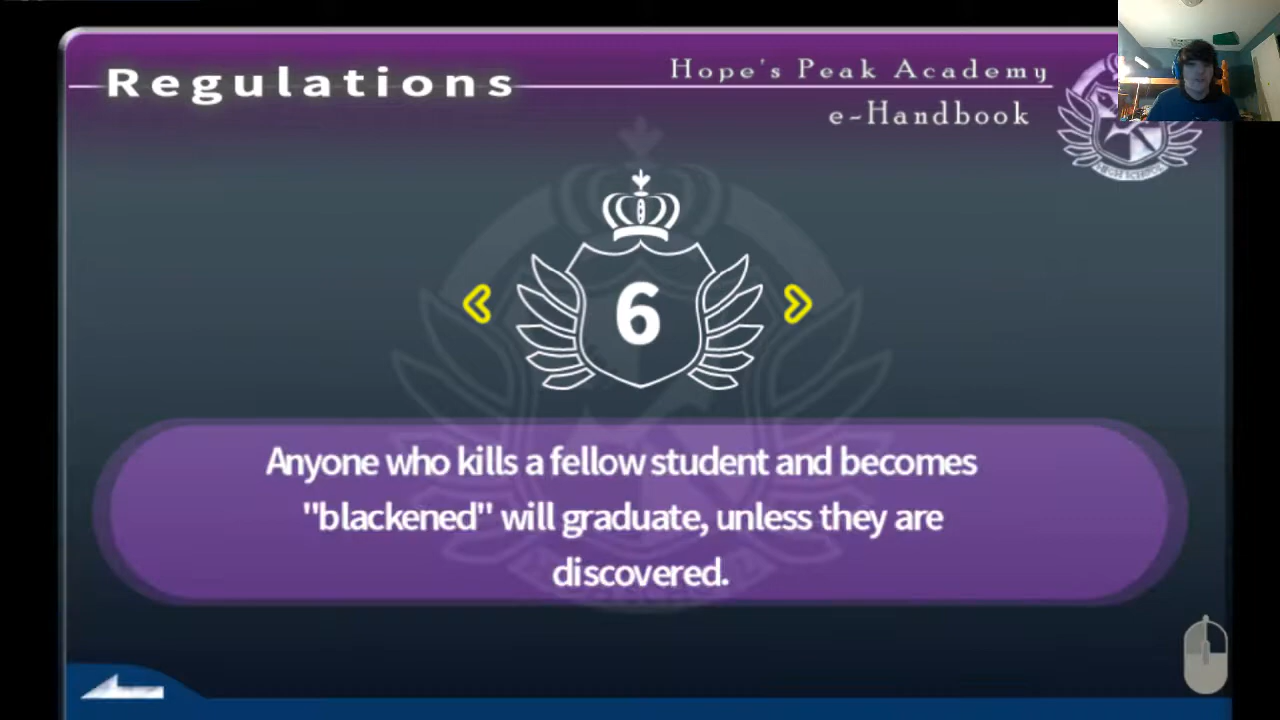 Regulations
Hope's Peak Academy
e-Handbook
6
Anyone who kills a fellow student and becomes
"blackened" will graduate, unless they are
discovered.